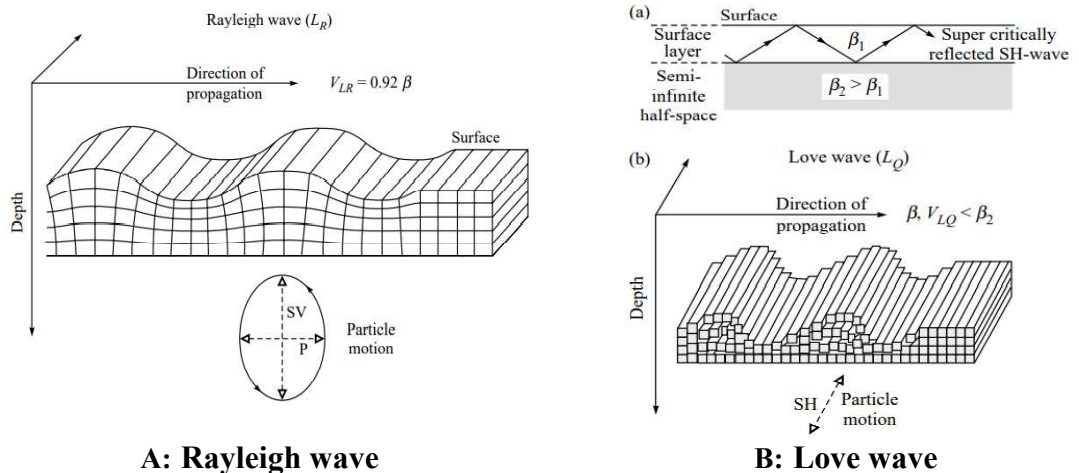 Rayleigh wave (L_R)
Direction of
propagation
V_LR = 0.92 β
Surface
Depth
SV
P
Particle
motion
A: Rayleigh wave
(a)
Surface
Surface
layer
β₁
Super critically
reflected SH-wave
Semi-
infinite
half-space
β₂ > β₁
(b)
Love wave (L_Q)
Direction of
propagation
β, V_LQ < β₂
Depth
SH
Particle
motion
B: Love wave